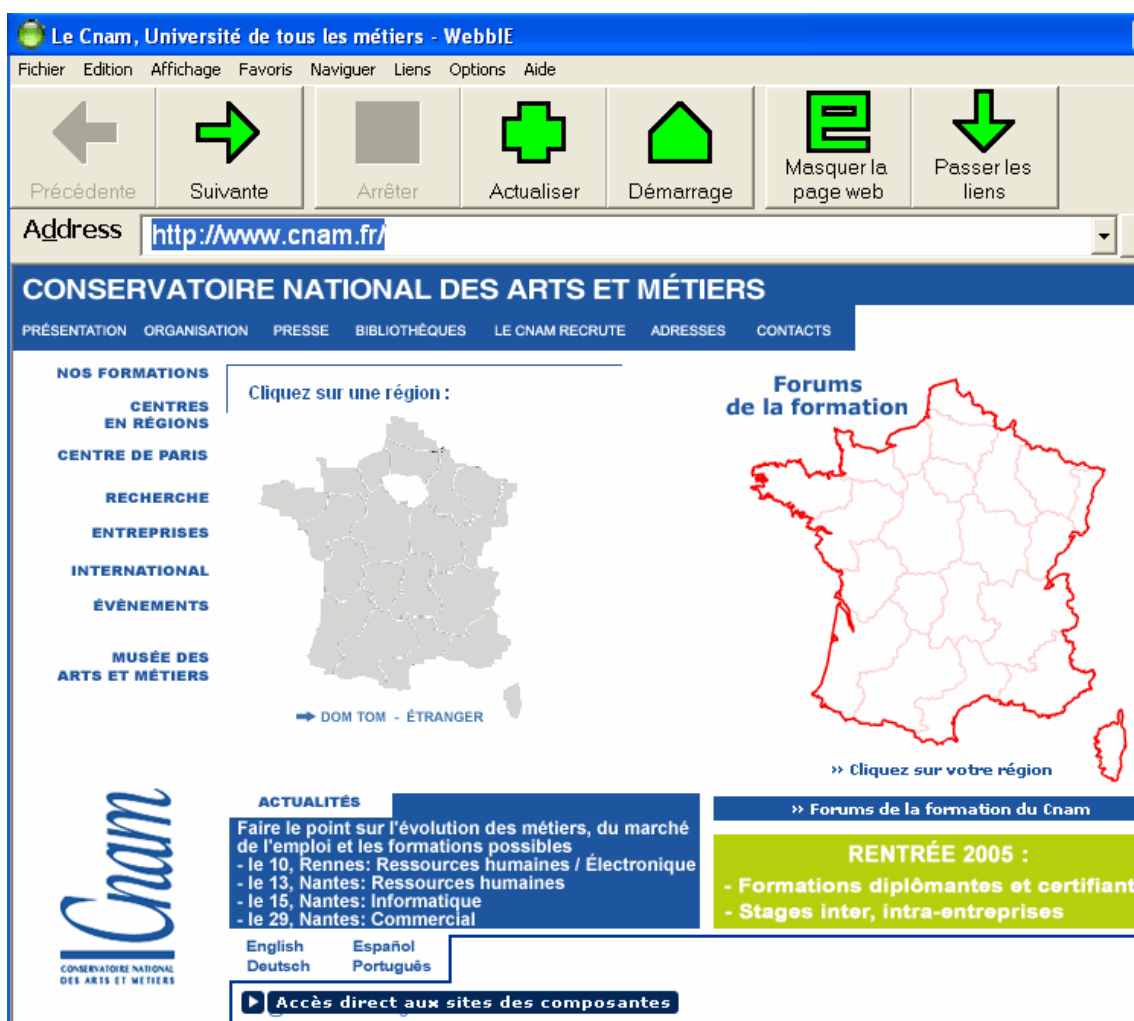 Le Cnam, Université de tous les métiers - WebbIE
Fichier Edition Affichage Favoris Naviguer Liens Options Aide
Précédente Suivante Arrêter Actualiser Démarrage
Masquer la
page web
Passer les
liens
Address http://www.cnam.fr/
CONSERVATOIRE NATIONAL DES ARTS ET MÉTIERS
PRÉSENTATION ORGANISATION PRESSE BIBLIOTHÈQUES LE CNAM RECRUTE ADRESSES CONTACTS
NOS FORMATIONS
CENTRES
EN RÉGIONS
CENTRE DE PARIS
RECHERCHE
ENTREPRISES
INTERNATIONAL
ÉVÈNEMENTS
MUSÉE DES
ARTS ET MÉTIERS
Cliquez sur une région :
DOM TOM - ÉTRANGER
Forums
de la formation
›› Cliquez sur votre région
›› Forums de la formation du Cnam
Cnam
CONSERVATOIRE NATIONAL
DES ARTS ET METIERS
ACTUALITÉS
Faire le point sur l'évolution des métiers, du marché
de l'emploi et les formations possibles
- le 10, Rennes: Ressources humaines / Électronique
- le 13, Nantes: Ressources humaines
- le 15, Nantes: Informatique
- le 29, Nantes: Commercial
RENTRÉE 2005 :
- Formations diplômantes et certifiant
- Stages inter, intra-entreprises
English Español
Deutsch Português
Accès direct aux sites des composantes